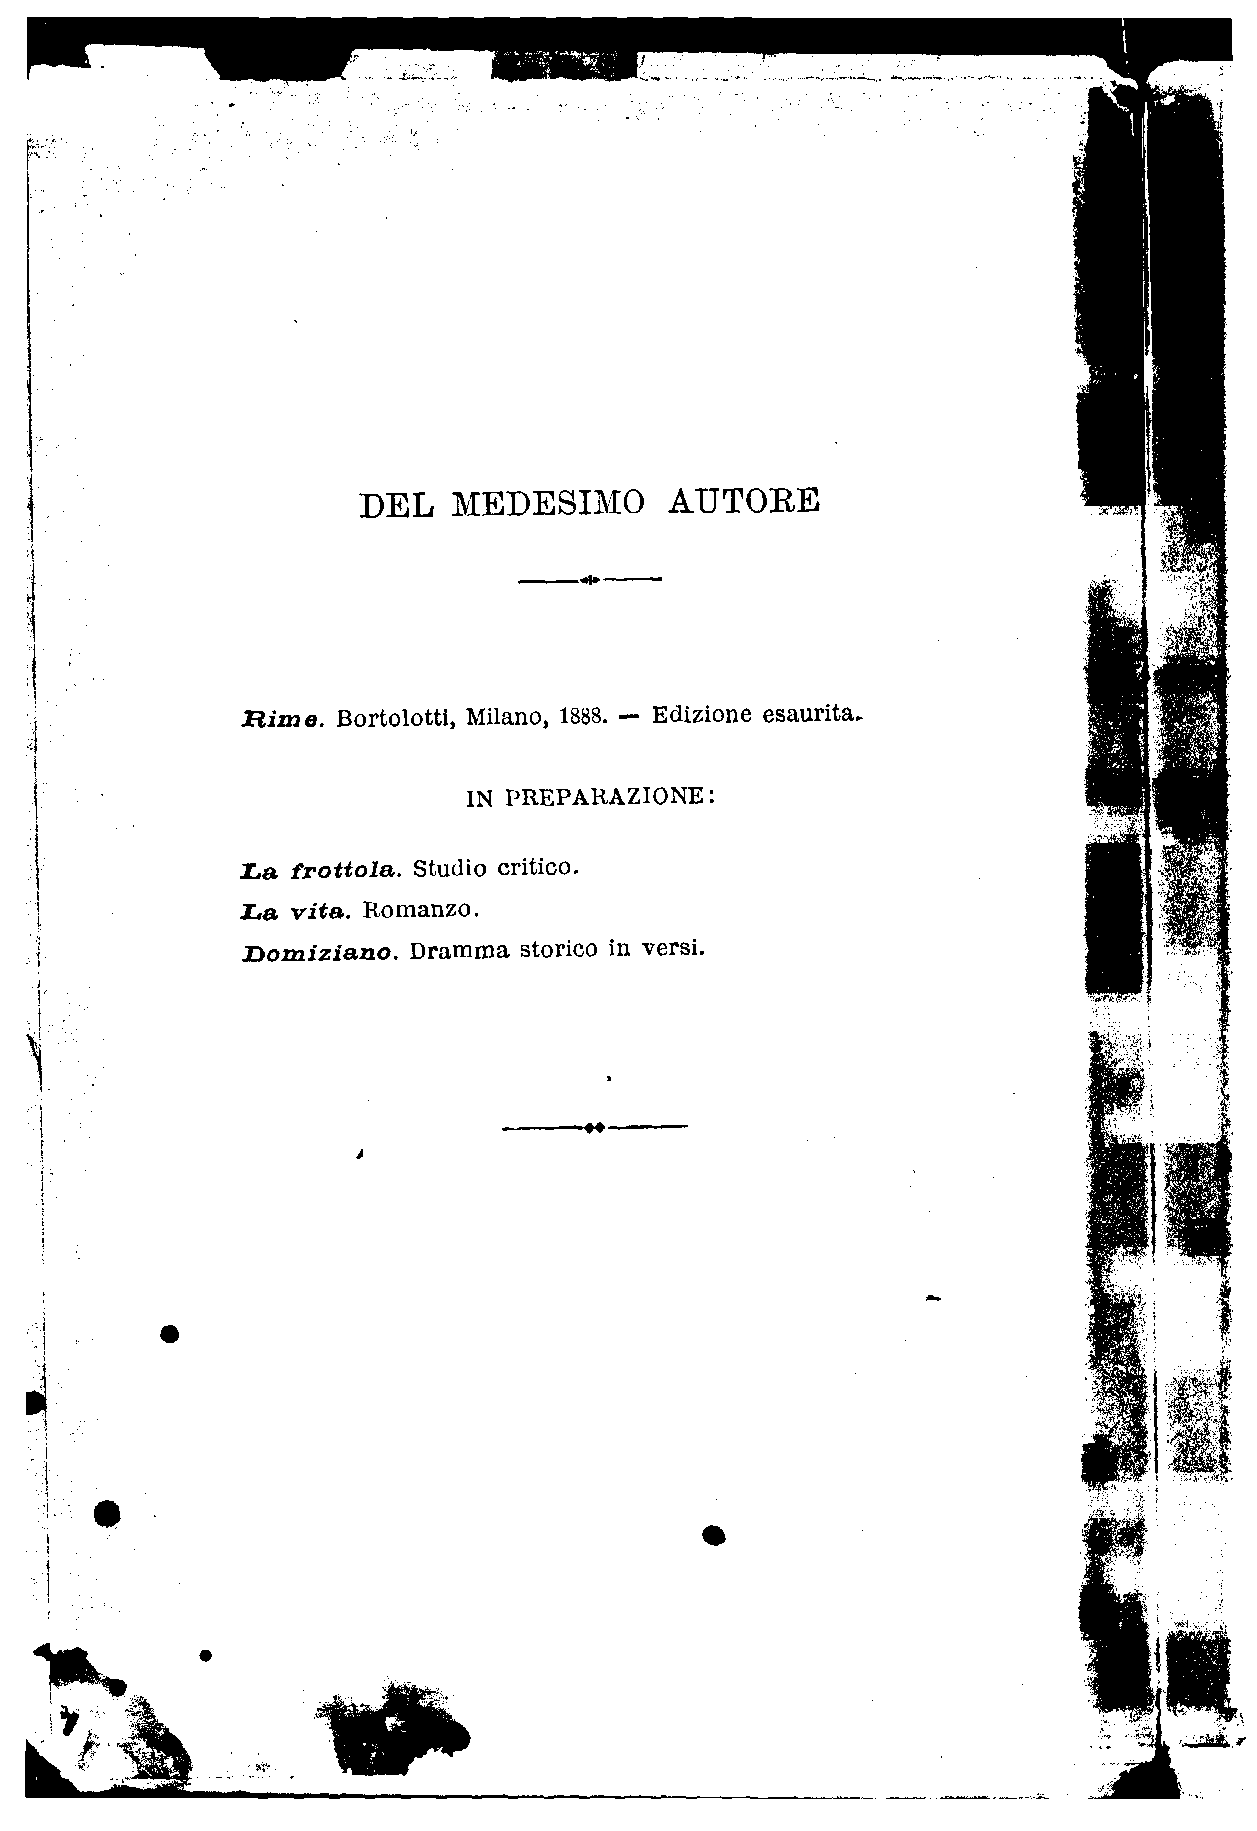 DEL MEDESIMO AUTORE
Rime. Bortolotti, Milano, 1888. — Edizione esaurita.
IN PREPARAZIONE:
La frottola. Studio critico.
La vita. Romanzo.
Domiziano. Dramma storico in versi.